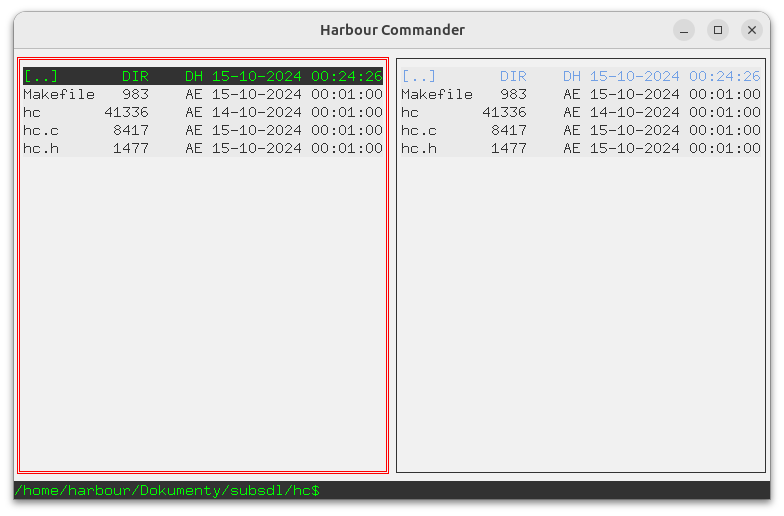 Harbour Commander
[..]       DIR    DH 15-10-2024 00:24:26
Makefile   983    AE 15-10-2024 00:01:00
hc       41336    AE 14-10-2024 00:01:00
hc.c      8417    AE 15-10-2024 00:01:00
hc.h      1477    AE 15-10-2024 00:01:00
[..]       DIR    DH 15-10-2024 00:24:26
Makefile   983    AE 15-10-2024 00:01:00
hc       41336    AE 14-10-2024 00:01:00
hc.c      8417    AE 15-10-2024 00:01:00
hc.h      1477    AE 15-10-2024 00:01:00
/home/harbour/Dokumenty/subsdl/hc$